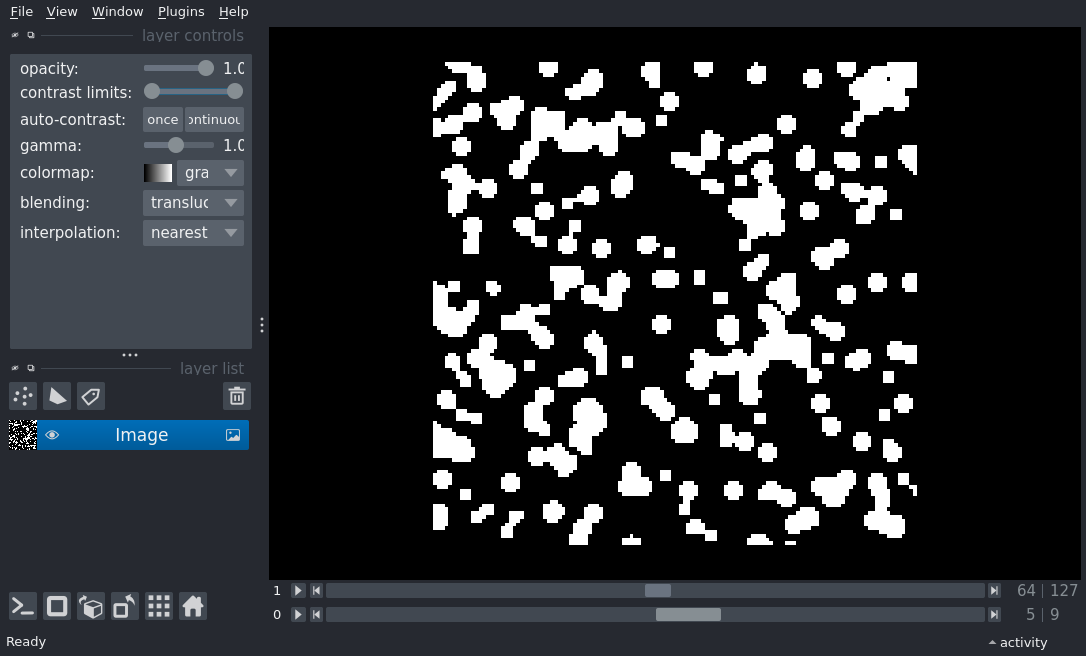 File View Window Plugins Help
layer controls
opacity: 1.0
contrast limits:
auto-contrast: once ontinuou
gamma: 1.0
colormap: gra
blending: transluc
interpolation: nearest
layer list
Image
1 64 | 127
0 5 | 9
Ready activity